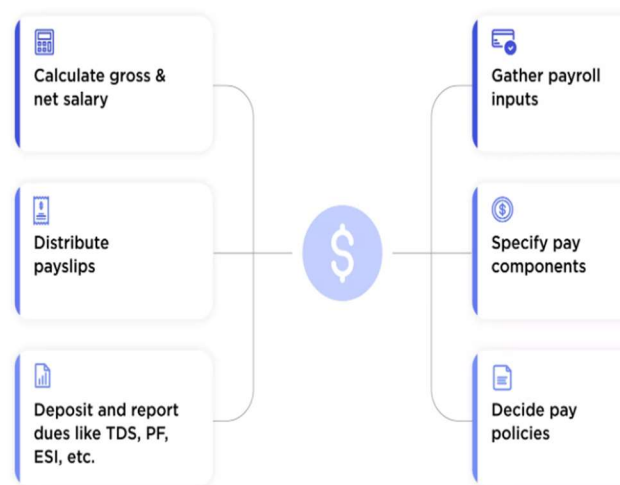 Calculate gross &
net salary
Distribute
payslips
Deposit and report
dues like TDS, PF,
ESI, etc.
$
Gather payroll
inputs
Specify pay
components
Decide pay
policies